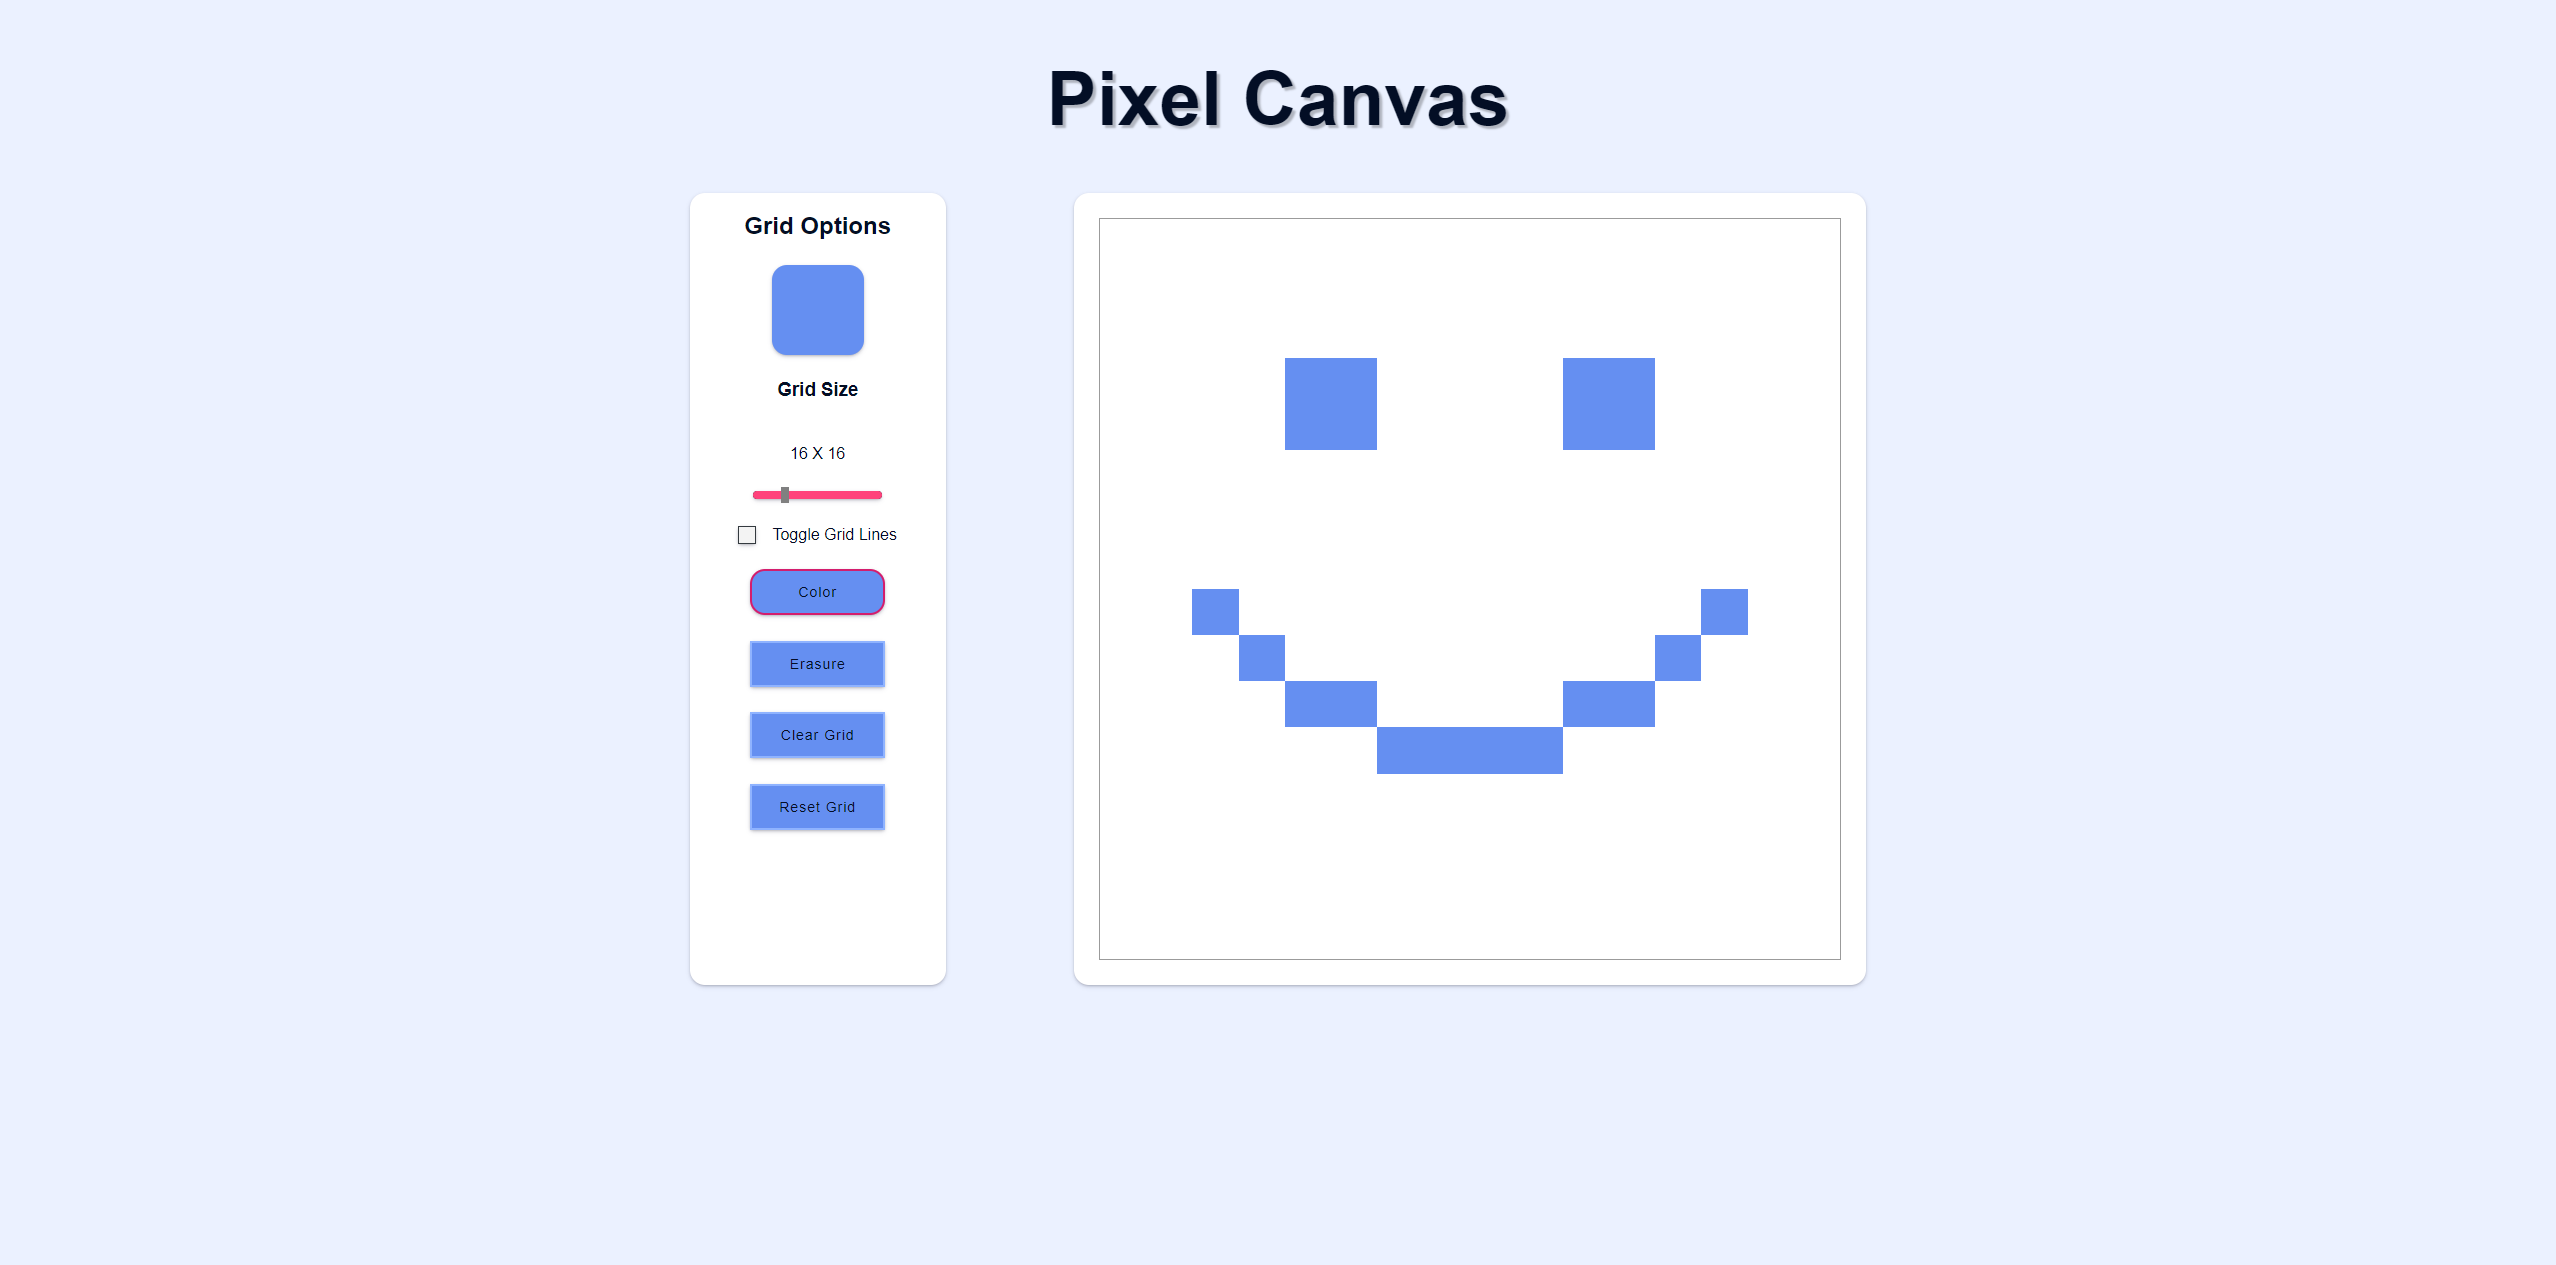 Pixel Canvas
Grid Options
Grid Size
16 X 16
Toggle Grid Lines
Color
Erasure
Clear Grid
Reset Grid